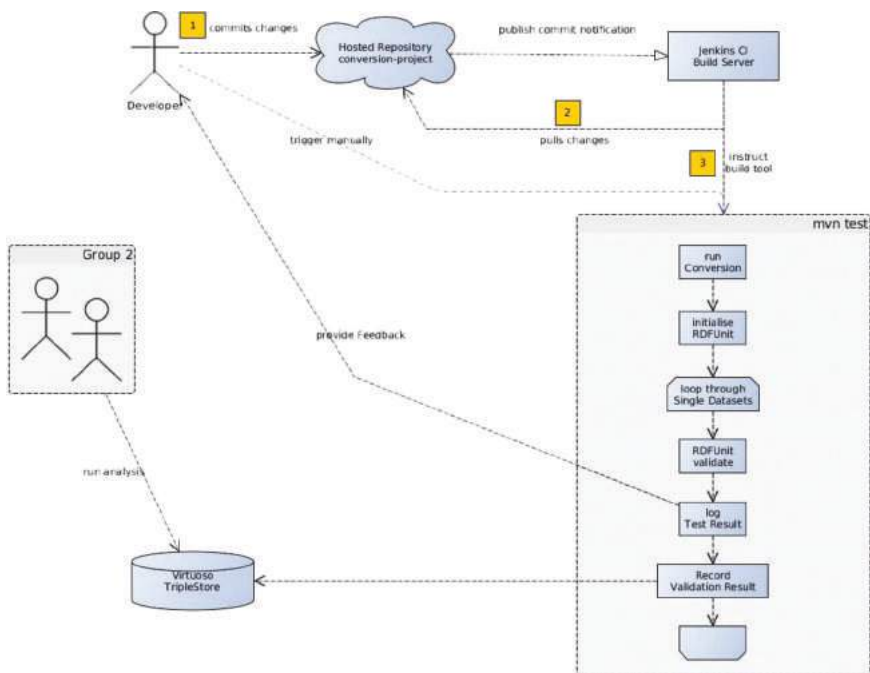 1
commits changes
Hosted Repository
conversion-project
publish commit notification
Jenkins CI
Build Server
Developer
2
pulls changes
trigger manually
3
instruct
build tool
mvn test
Group 2
run
Conversion
initialise
RDFUnit
provide Feedback
loop through
Single Datasets
RDFUnit
validate
run analysis
log
Test Result
Virtuoso
TripleStore
Record
Validation Result